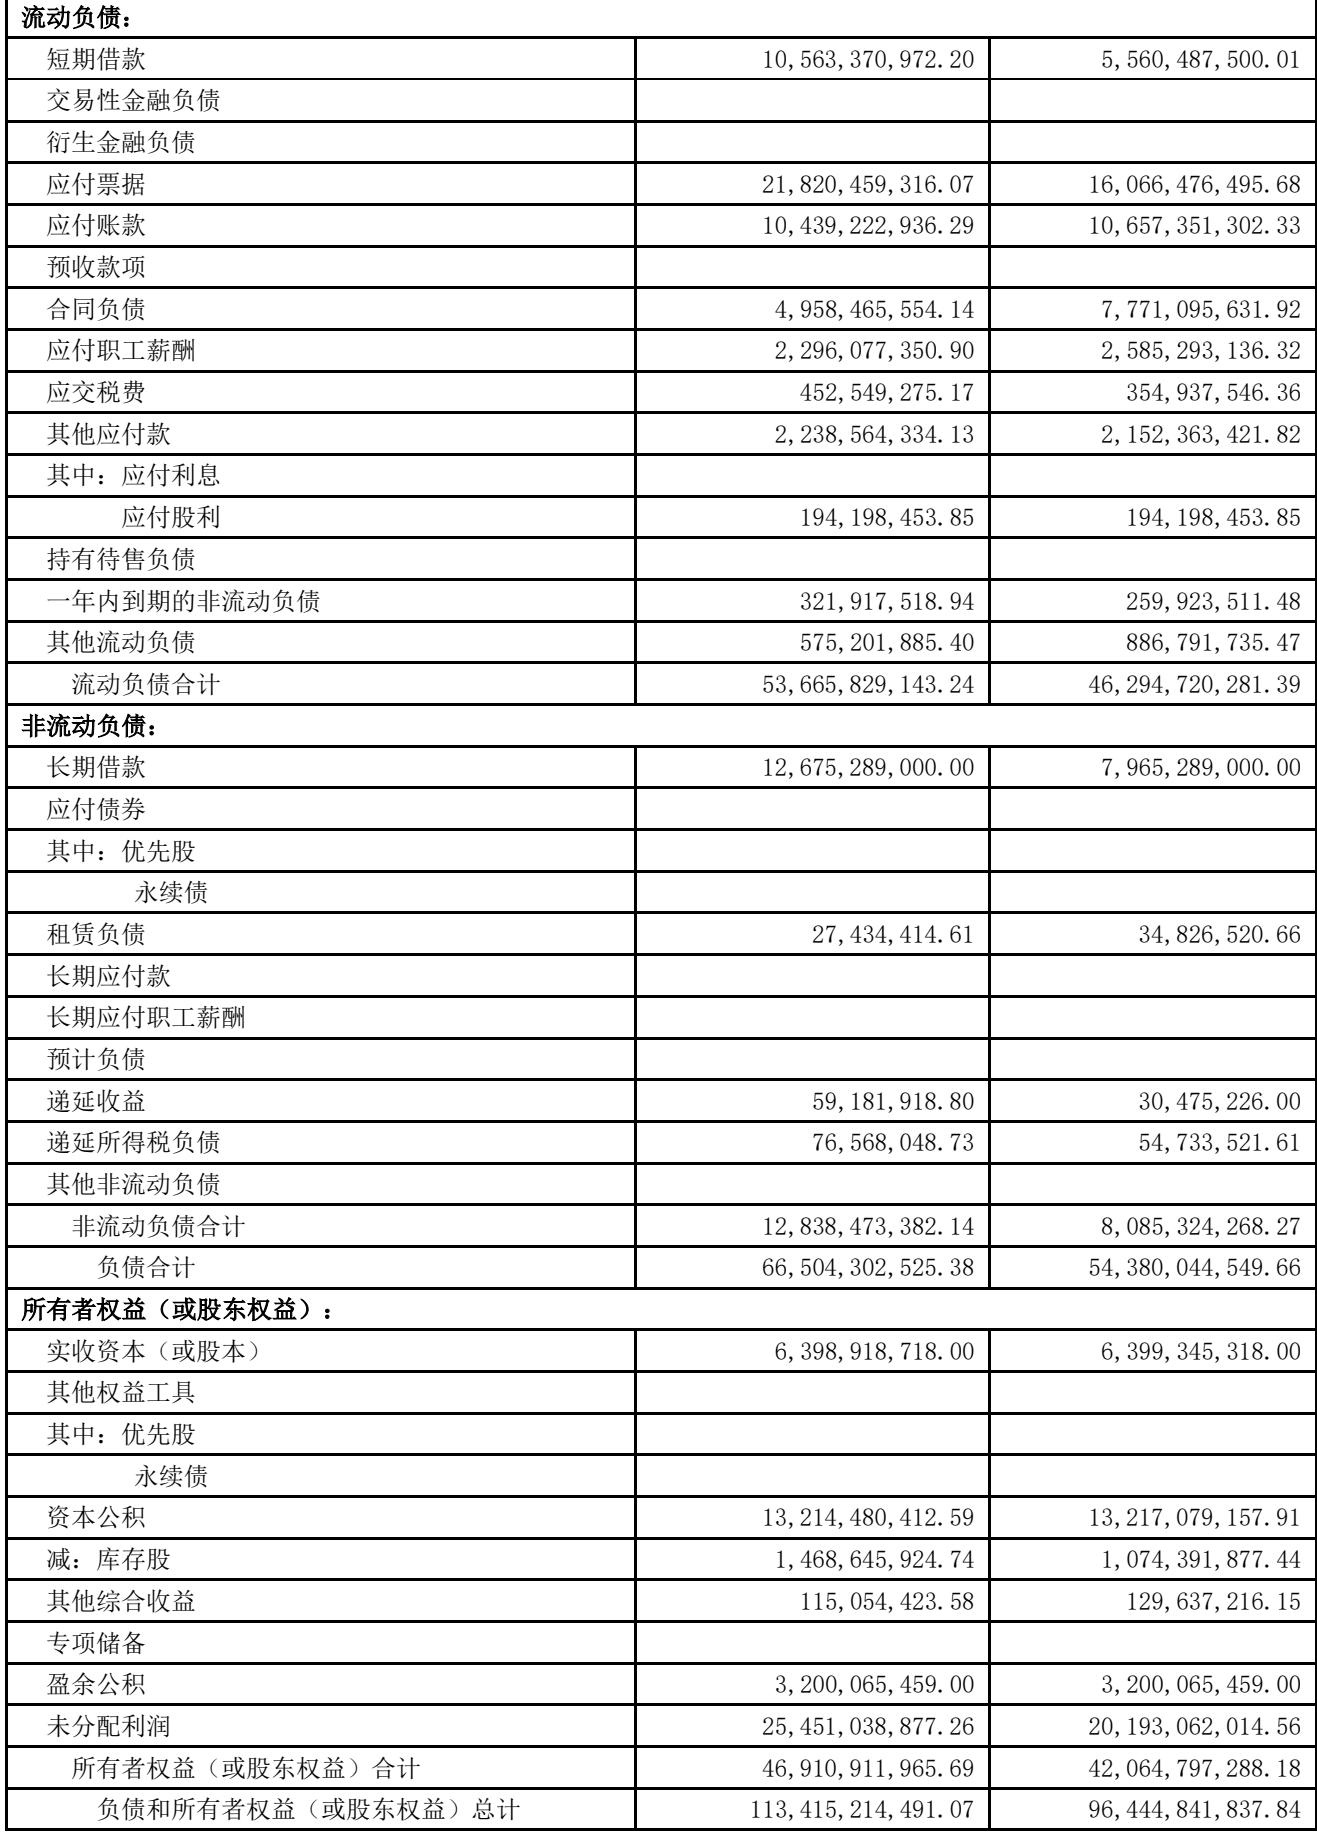 流动负债：
短期借款 10,563,370,972.20 5,560,487,500.01
交易性金融负债
衍生金融负债
应付票据 21,820,459,316.07 16,066,476,495.68
应付账款 10,439,222,936.29 10,657,351,302.33
预收款项
合同负债 4,958,465,554.14 7,771,095,631.92
应付职工薪酬 2,296,077,350.90 2,585,293,136.32
应交税费 452,549,275.17 354,937,546.36
其他应付款 2,238,564,334.13 2,152,363,421.82
其中：应付利息
应付股利 194,198,453.85 194,198,453.85
持有待售负债
一年内到期的非流动负债 321,917,518.94 259,923,511.48
其他流动负债 575,201,885.40 886,791,735.47
流动负债合计 53,665,829,143.24 46,294,720,281.39
非流动负债：
长期借款 12,675,289,000.00 7,965,289,000.00
应付债券
其中：优先股
永续债
租赁负债 27,434,414.61 34,826,520.66
长期应付款
长期应付职工薪酬
预计负债
递延收益 59,181,918.80 30,475,226.00
递延所得税负债 76,568,048.73 54,733,521.61
其他非流动负债
非流动负债合计 12,838,473,382.14 8,085,324,268.27
负债合计 66,504,302,525.38 54,380,044,549.66
所有者权益（或股东权益）：
实收资本（或股本） 6,398,918,718.00 6,399,345,318.00
其他权益工具
其中：优先股
永续债
资本公积 13,214,480,412.59 13,217,079,157.91
减：库存股 1,468,645,924.74 1,074,391,877.44
其他综合收益 115,054,423.58 129,637,216.15
专项储备
盈余公积 3,200,065,459.00 3,200,065,459.00
未分配利润 25,451,038,877.26 20,193,062,014.56
所有者权益（或股东权益）合计 46,910,911,965.69 42,064,797,288.18
负债和所有者权益（或股东权益）总计 113,415,214,491.07 96,444,841,837.84